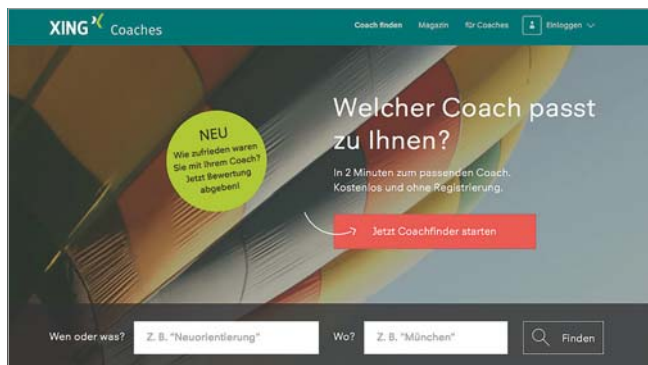 XING Coaches
Coach finden Magazin für Coaches Einloggen
Welcher Coach passt
zu Ihnen?
In 2 Minuten zum passenden Coach.
Kostenlos und ohne Registrierung.
Jetzt Coachfinder starten
NEU
Wie zufrieden waren
Sie mit Ihrem Coach?
Jetzt Bewertung
abgeben!
Wen oder was? Z. B. "Neuorientierung" Wo? Z. B. "München" Finden